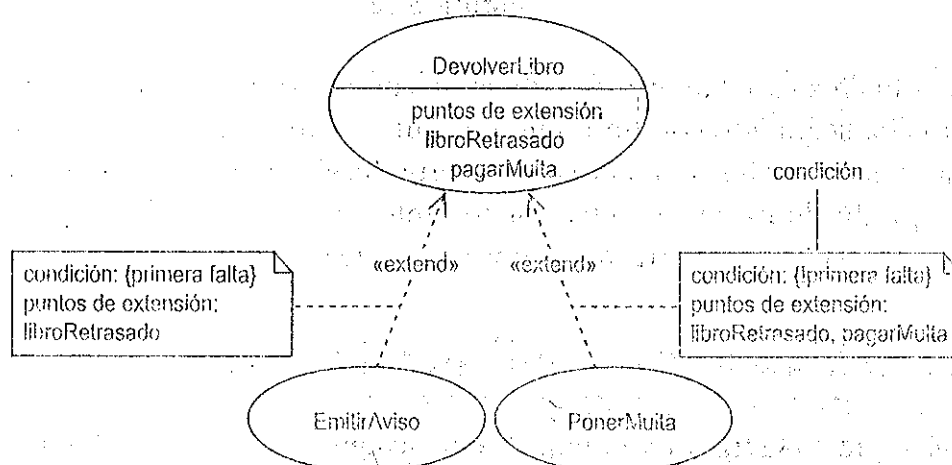 DevolverLibro
puntos de extensión
libroRetrasado
pagarMulta
condición
«extend» «extend»
condición: {primera falta}
puntos de extensión:
libroRetrasado
condición: {!primera falta}
puntos de extensión:
libroRetrasado, pagarMulta
EmitirAviso
PonerMulta